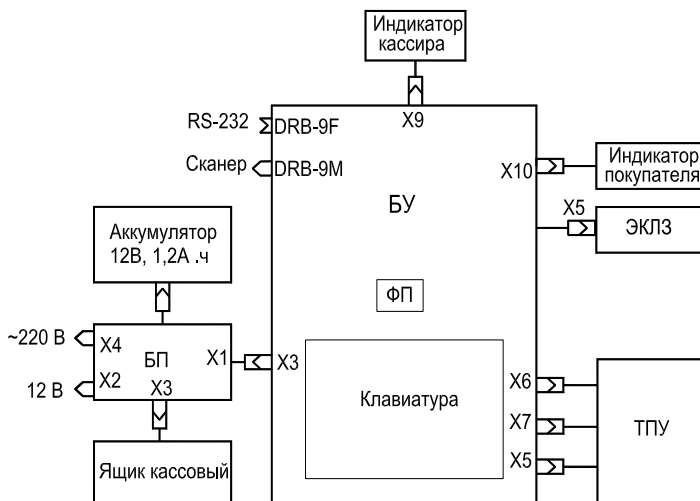 Индикатор
кассира
X9
RS-232
DRB-9F
Сканер
DRB-9M
X10
Индикатор
покупателя
БУ
X5
ЭКЛЗ
Аккумулятор
12В, 1,2А .ч
ФП
~220 В
X4
БП
X1
X3
12 В
X2
X3
Клавиатура
X6
X7
X5
ТПУ
Ящик кассовый